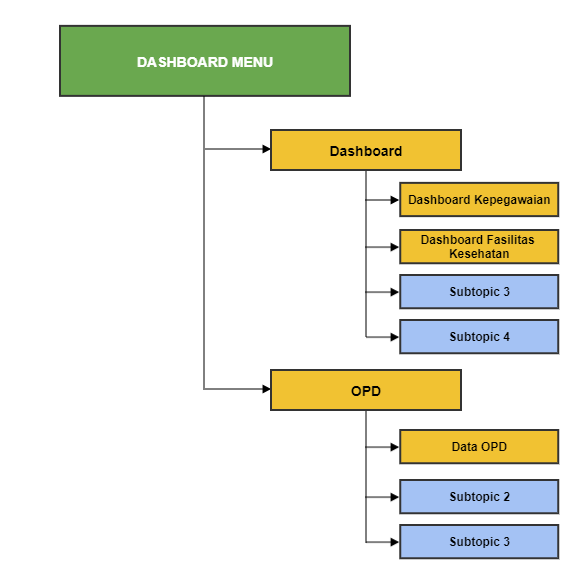 DASHBOARD MENU
Dashboard
Dashboard Kepegawaian
Dashboard Fasilitas
Kesehatan
Subtopic 3
Subtopic 4
OPD
Data OPD
Subtopic 2
Subtopic 3